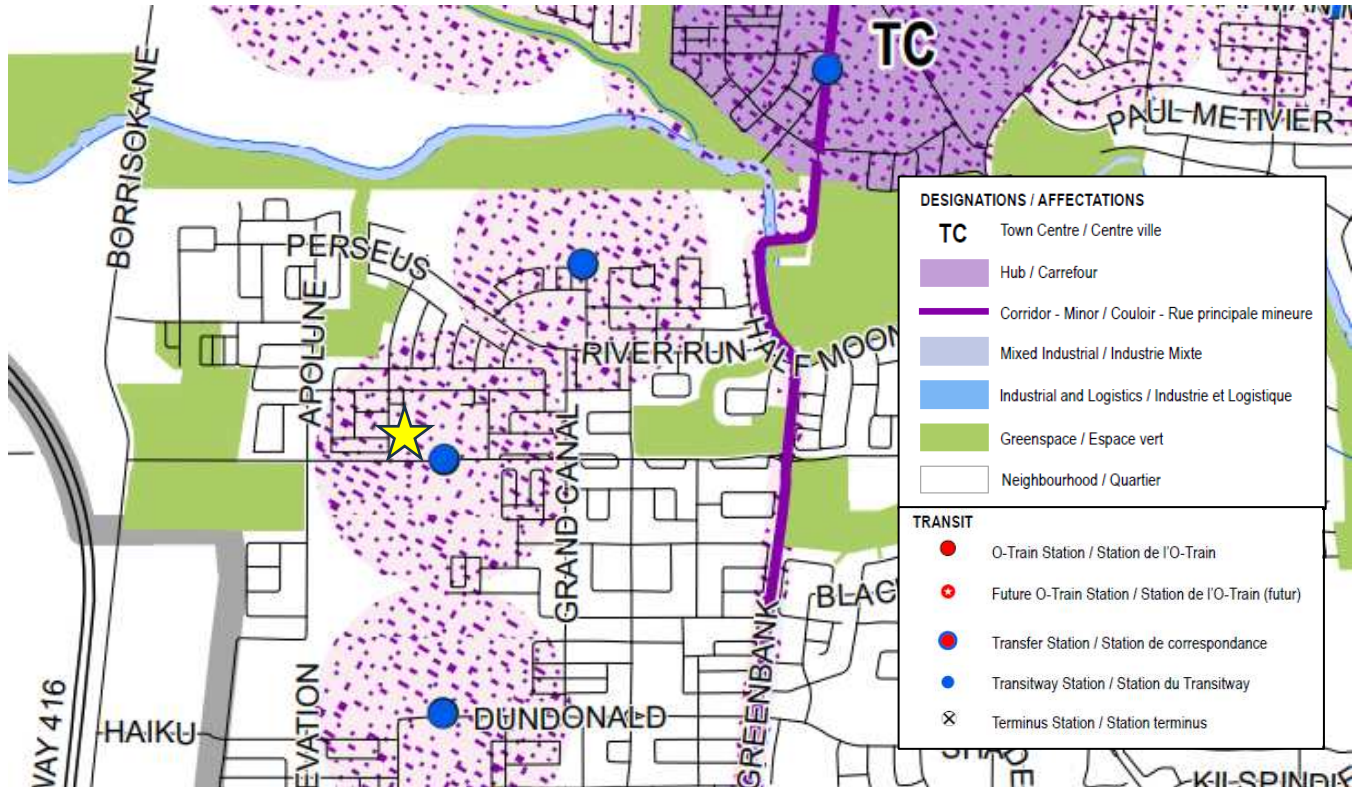 TC
PAUL METIVIER
BORRISOKANE
PERSEUS
APOLUNE
RIVER RUN
HALF MOON
GRAND CANAL
GREENBANK
DUNDONALD
HAIKU
WAY 416
EVATION
BLAC
KILSPINDI
DESIGNATIONS / AFFECTATIONS
TC Town Centre / Centre ville
Hub / Carrefour
Corridor - Minor / Couloir - Rue principale mineure
Mixed Industrial / Industrie Mixte
Industrial and Logistics / Industrie et Logistique
Greenspace / Espace vert
Neighbourhood / Quartier
TRANSIT
O-Train Station / Station de l'O-Train
Future O-Train Station / Station de l'O-Train (futur)
Transfer Station / Station de correspondance
Transitway Station / Station du Transitway
Terminus Station / Station terminus